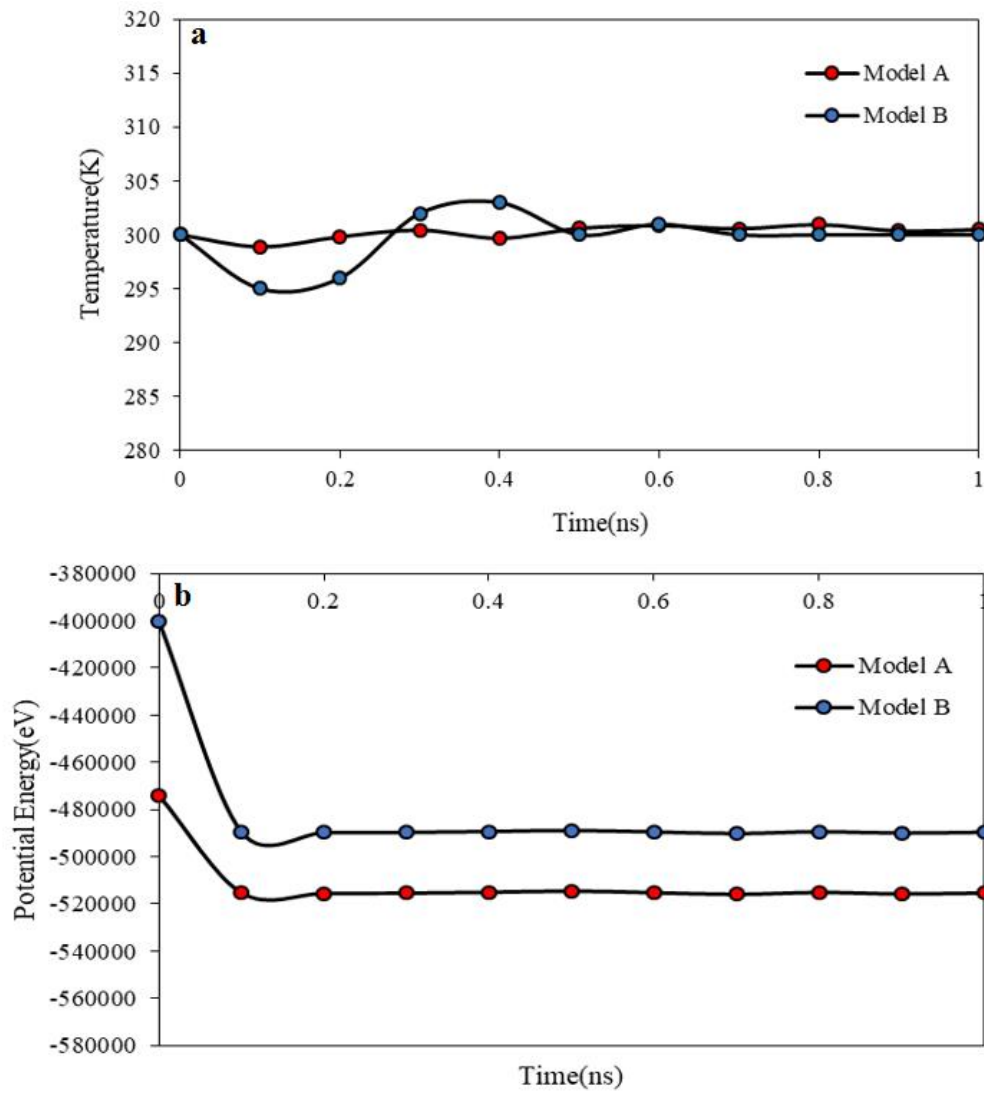 a
320
315
310
305
300
295
290
285
280
Temperature(K)
Model A
Model B
0 0.2 0.4 0.6 0.8 1
Time(ns)
b
-380000
-400000
-420000
-440000
-460000
-480000
-500000
-520000
-540000
-560000
-580000
Potential Energy(eV)
0 0.2 0.4 0.6 0.8 1
Model A
Model B
Time(ns)